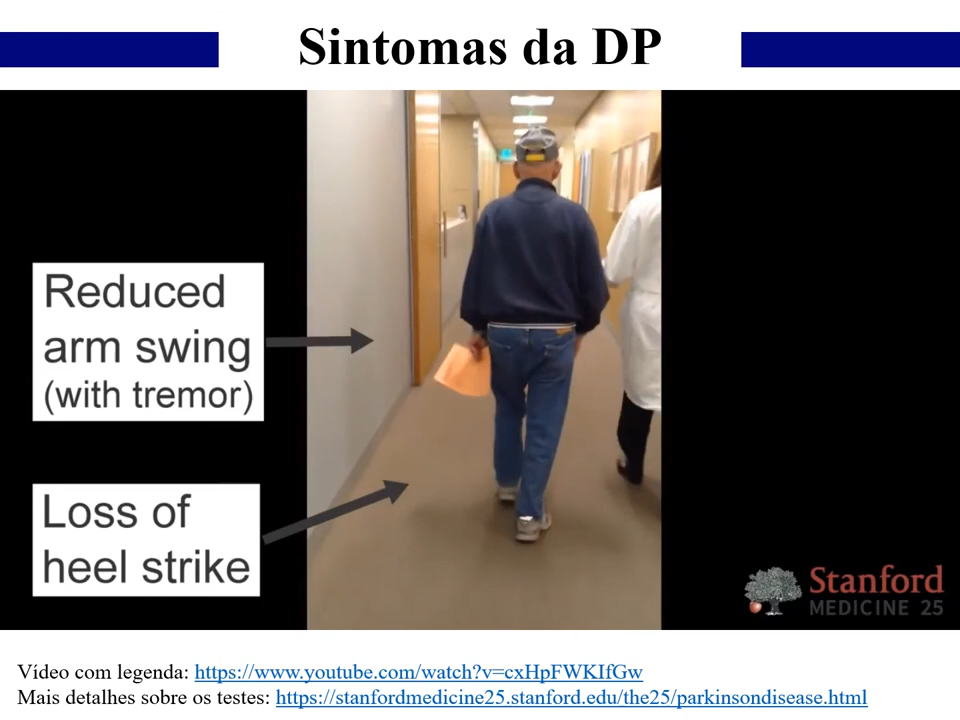 Sintomas da DP
Reduced
arm swing
(with tremor)
Loss of
heel strike
Stanford
MEDICINE 25
Vídeo com legenda: https://www.youtube.com/watch?v=cxHpFWKIfGw
Mais detalhes sobre os testes: https://stanfordmedicine25.stanford.edu/the25/parkinsondisease.html